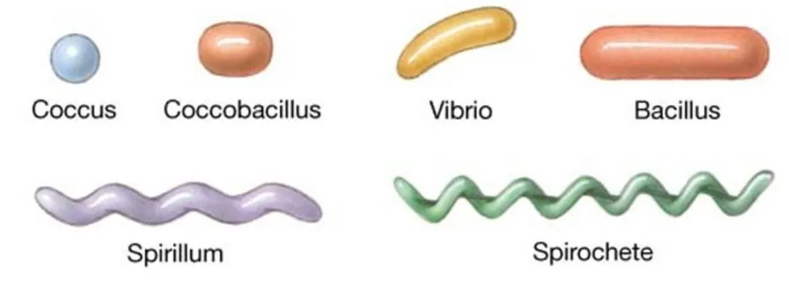 Coccus
Coccobacillus
Vibrio
Bacillus
Spirillum
Spirochete